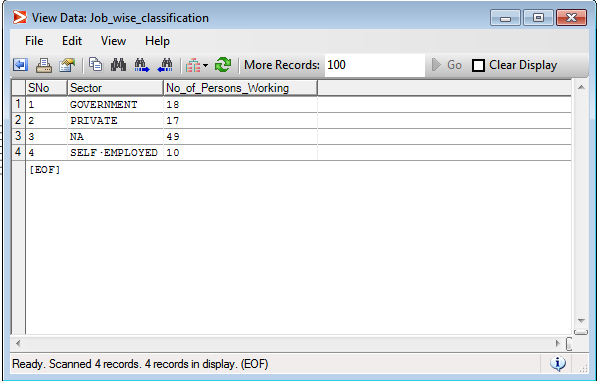 View Data: Job_wise_classification
File Edit View Help
More Records: 100 Go Clear Display
SNo Sector No_of_Persons_Working
1 1 GOVERNMENT 18
2 2 PRIVATE 17
3 3 NA 49
4 4 SELF·EMPLOYED 10
[EOF]
Ready. Scanned 4 records. 4 records in display. (EOF)